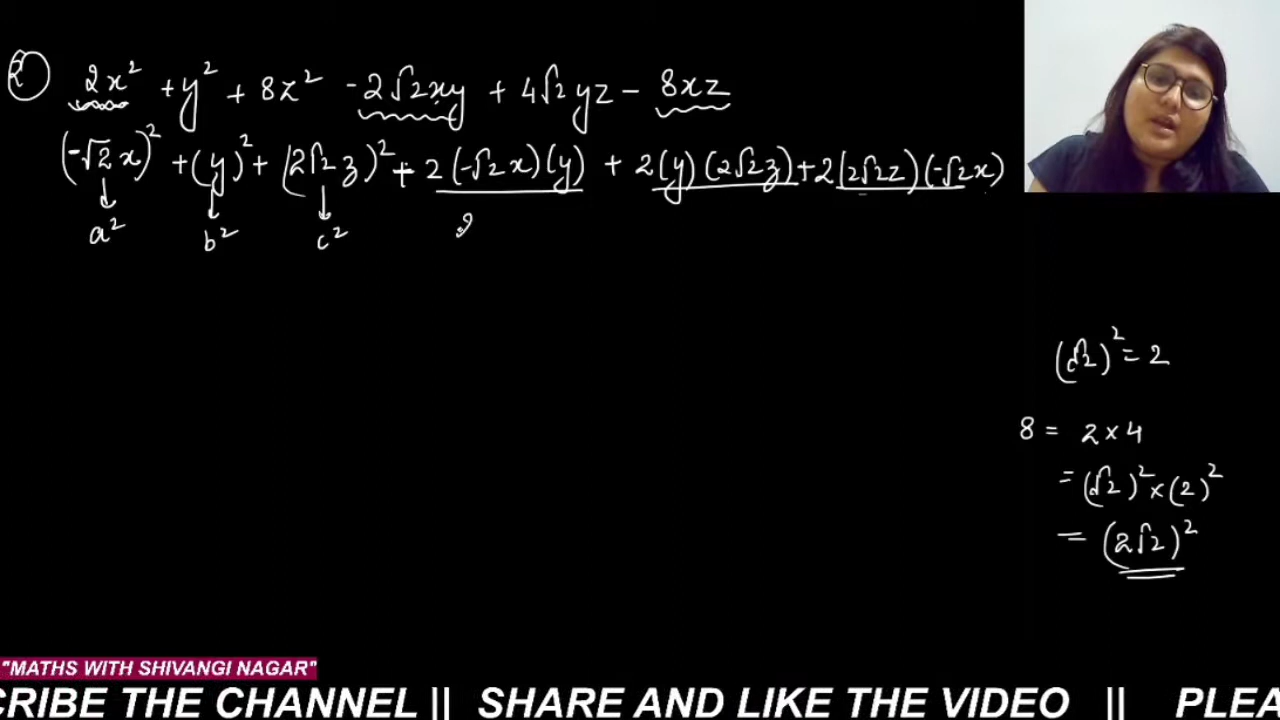 2 2x² + y² + 8z² - 2√2xy + 4√2yz - 8xz
(-√2x)² + (y)² + (2√2z)² + 2(-√2x)(y) + 2(y)(2√2z) + 2(2√2z)(-√2x)
a² b² c² 2
(√2)² = 2
8 = 2 × 4
= (√2)² × (2)²
= (2√2)²
"MATHS WITH SHIVANGI NAGAR"
CRIBE THE CHANNEL || SHARE AND LIKE THE VIDEO || PLEA